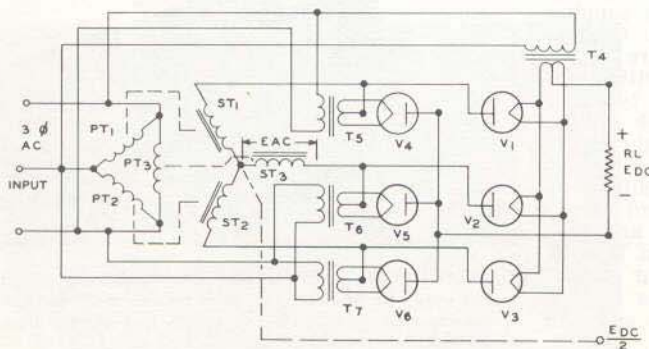 T4
ST1
3 Ø
AC
INPUT
PT1
PT3
PT2
EAC
ST3
ST2
T5
V4
V1
+
RL
EDC
-
T6
V5
V2
T7
V6
V3
EDC
2